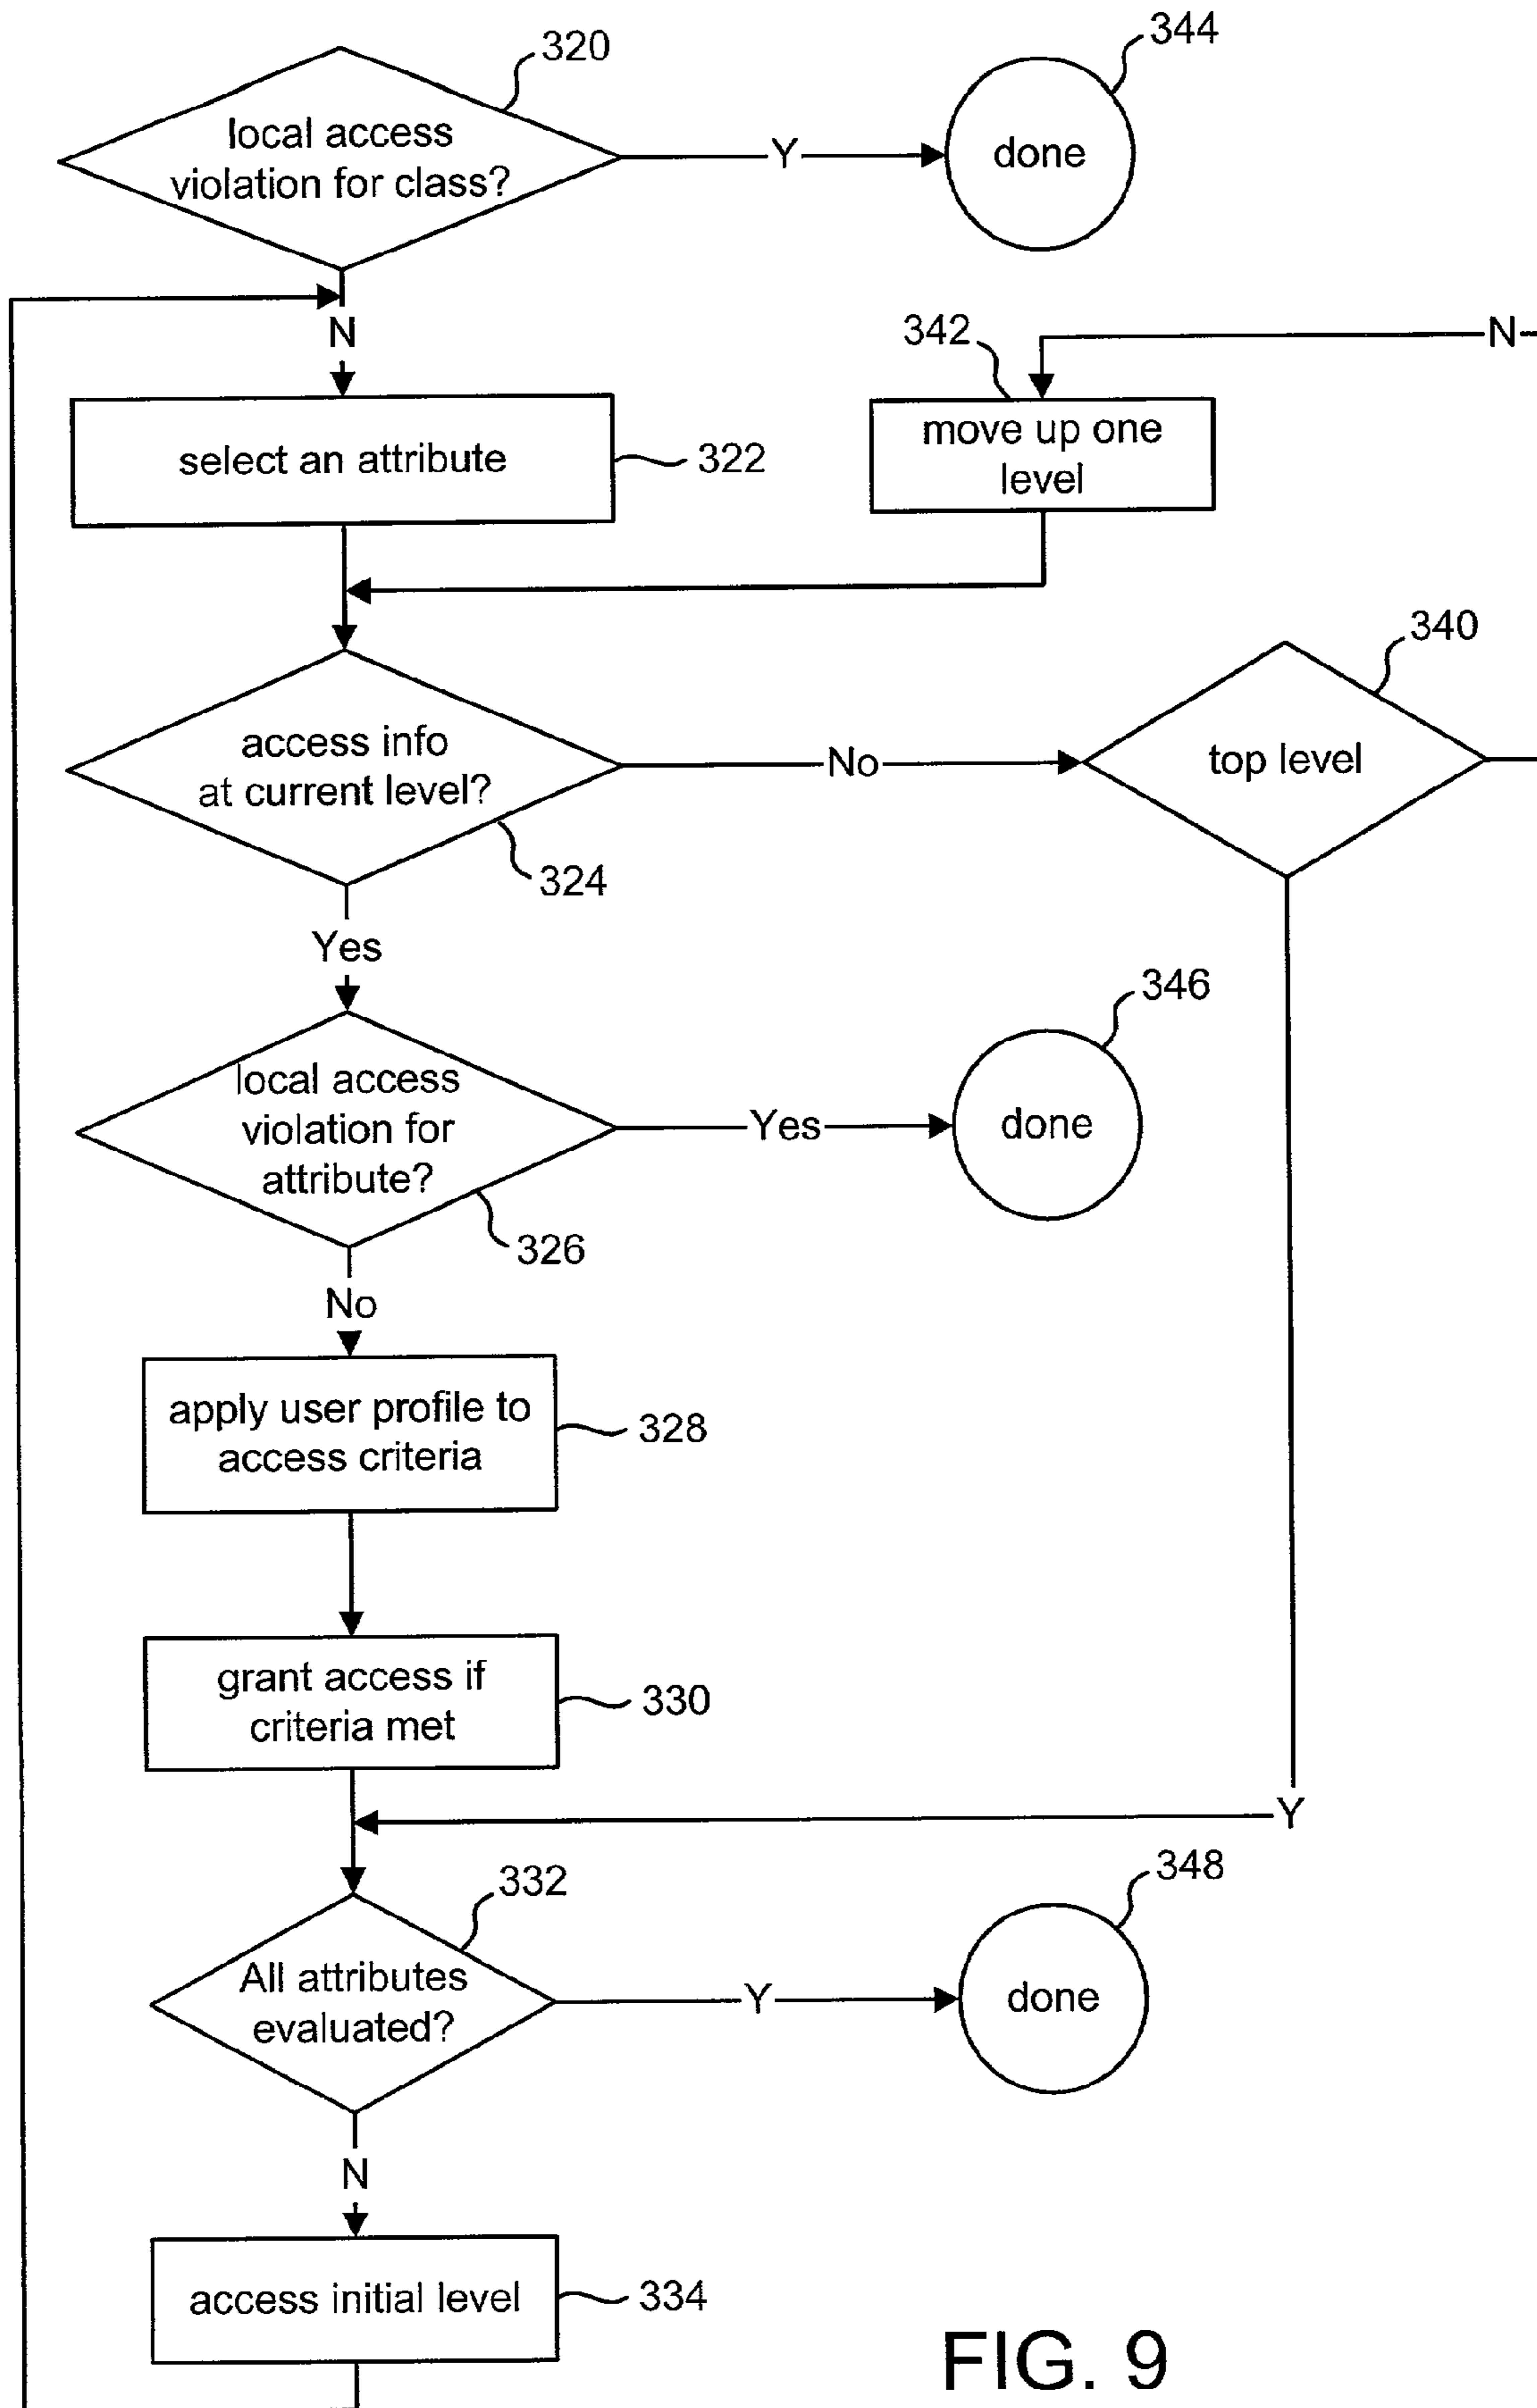 320
344
local access
violation for class?
Y
done
N
342
N
select an attribute
322
move up one
level
340
access info
at current level?
No
top level
324
Yes
346
local access
violation for
attribute?
Yes
done
326
No
apply user profile to
access criteria
328
grant access if
criteria met
330
Y
332
348
All attributes
evaluated?
Y
done
N
access initial level
334
FIG. 9